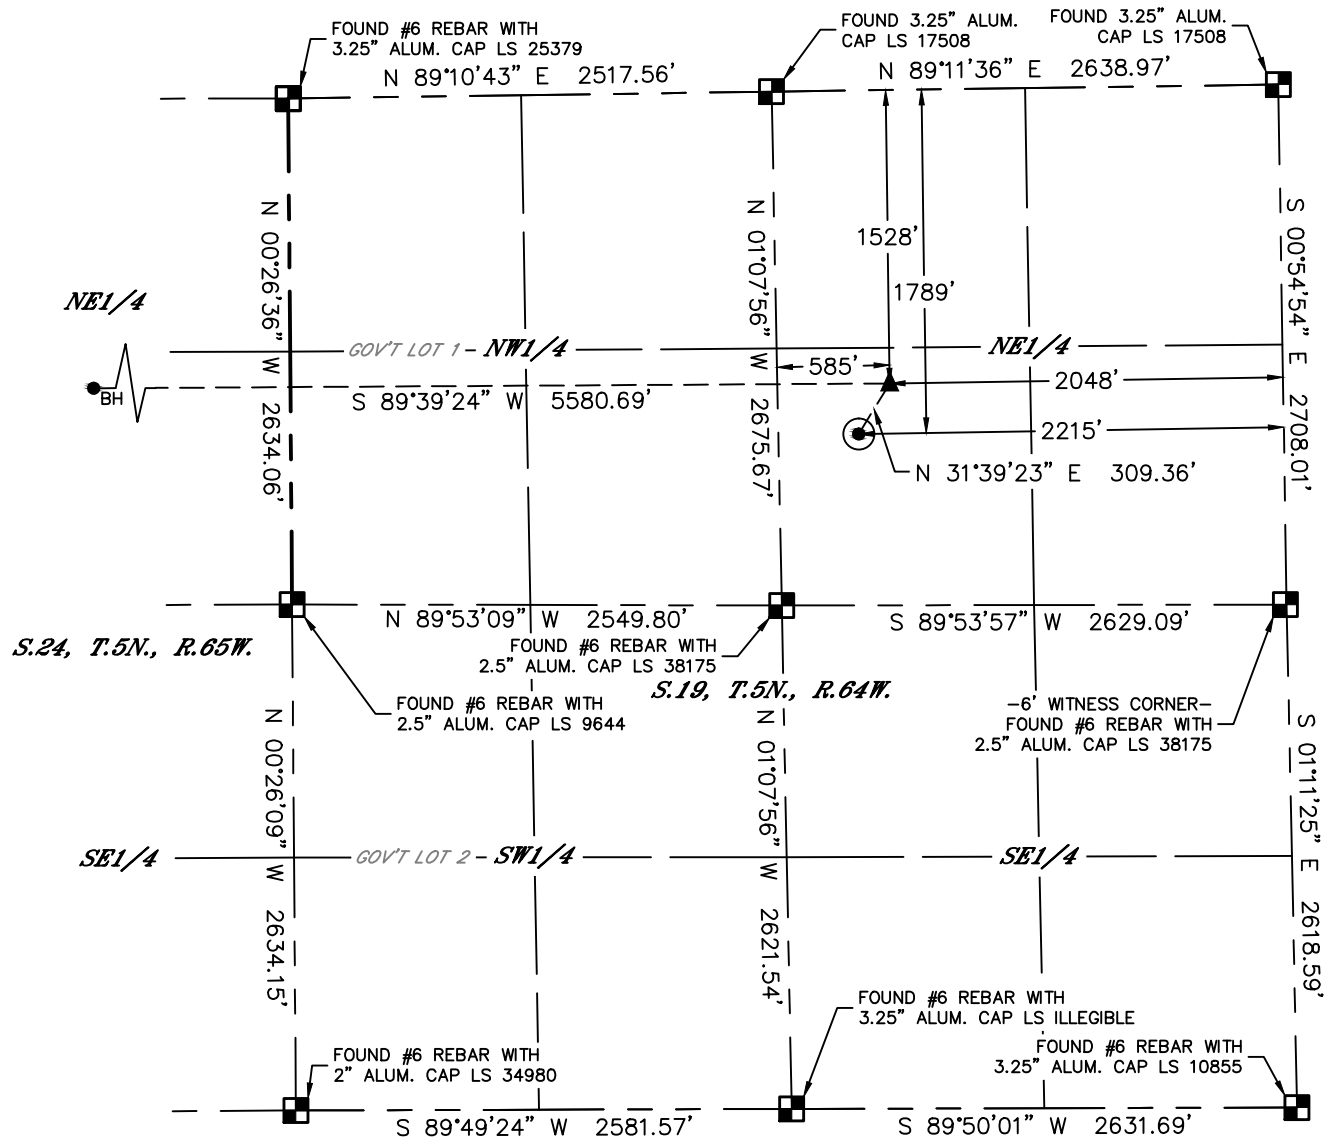 FOUND #6 REBAR WITH
3.25" ALUM. CAP LS 25379
FOUND 3.25" ALUM.
CAP LS 17508
FOUND 3.25" ALUM.
CAP LS 17508
N 89°10'43" E 2517.56'
N 89°11'36" E 2638.97'
N 00°26'36" W 2634.06'
N 01°07'56" W 2675.67'
S 00°54'54" E 2708.01'
1528'
1789'
NE1/4
GOV'T LOT 1
NW1/4
NE1/4
585'
2048'
BH
S 89°39'24" W 5580.69'
2215'
N 31°39'23" E 309.36'
N 89°53'09" W 2549.80'
S 89°53'57" W 2629.09'
S.24, T.5N., R.65W.
FOUND #6 REBAR WITH
2.5" ALUM. CAP LS 38175
S.19, T.5N., R.64W.
FOUND #6 REBAR WITH
2.5" ALUM. CAP LS 9644
-6' WITNESS CORNER-
FOUND #6 REBAR WITH
2.5" ALUM. CAP LS 38175
N 00°26'09" W 2634.15'
N 01°07'56" W 2621.54'
S 01°11'25" E 2618.59'
SE1/4
GOV'T LOT 2
SW1/4
SE1/4
FOUND #6 REBAR WITH
3.25" ALUM. CAP LS ILLEGIBLE
FOUND #6 REBAR WITH
2" ALUM. CAP LS 34980
FOUND #6 REBAR WITH
3.25" ALUM. CAP LS 10855
S 89°49'24" W 2581.57'
S 89°50'01" W 2631.69'